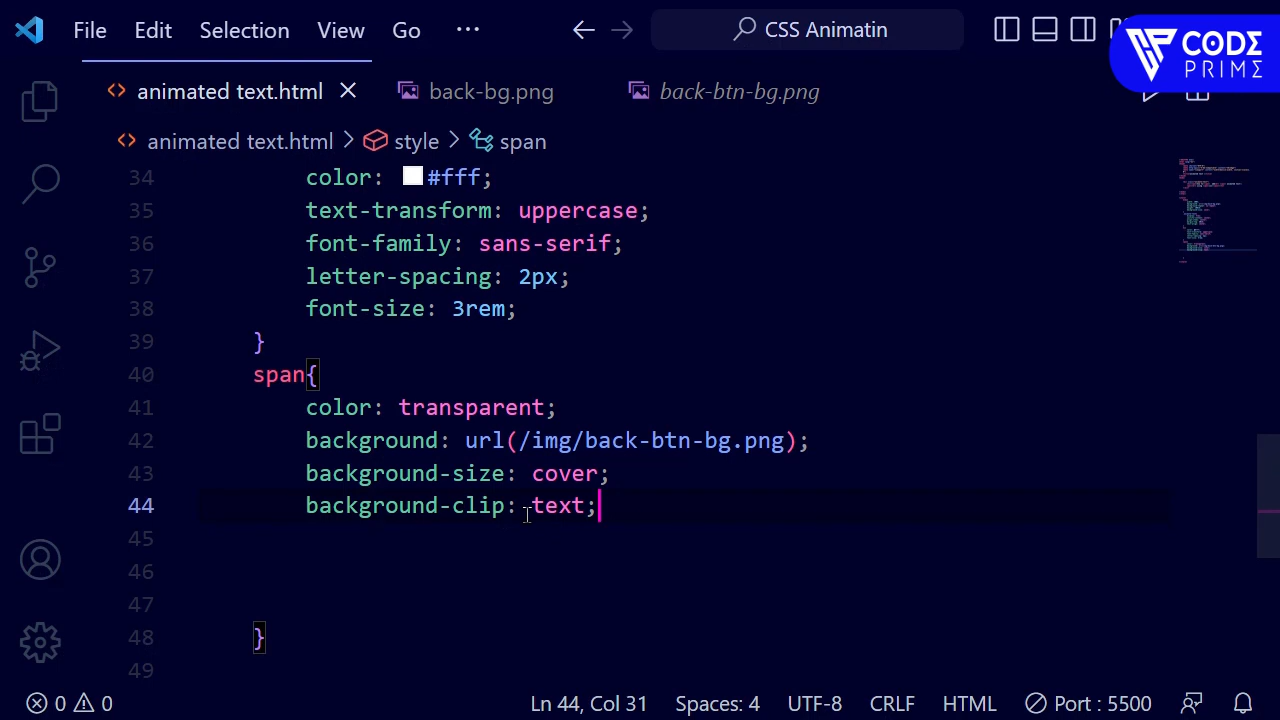 File Edit Selection View Go ··· CSS Animatin
CODE
PRIME
animated text.html back-bg.png back-btn-bg.png
animated text.html > style > span
34 color: #fff;
35 text-transform: uppercase;
36 font-family: sans-serif;
37 letter-spacing: 2px;
38 font-size: 3rem;
39 }
40 span{
41 color: transparent;
42 background: url(/img/back-btn-bg.png);
43 background-size: cover;
44 background-clip: text;
45
46
47
48 }
49
0 0 Ln 44, Col 31 Spaces: 4 UTF-8 CRLF HTML Port : 5500